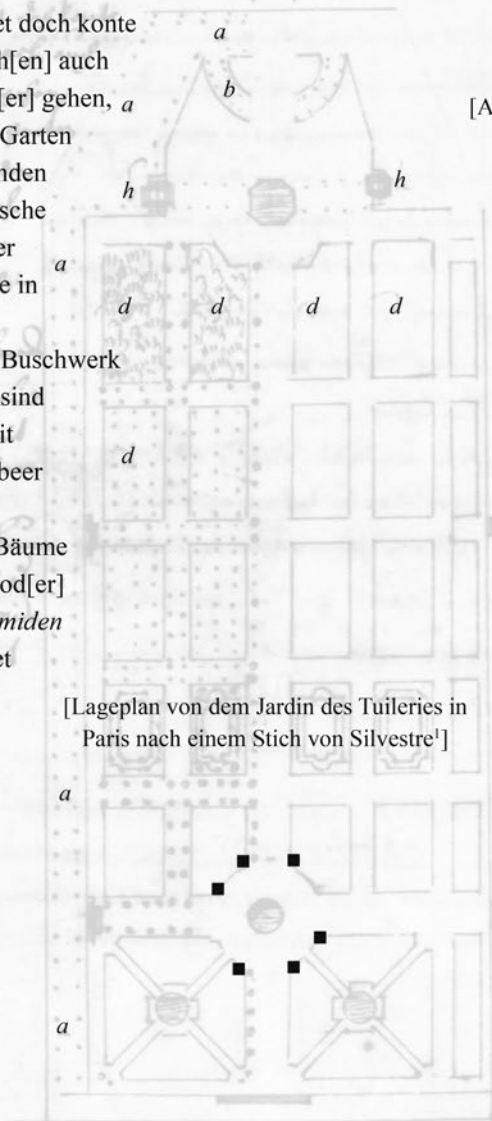 et doch konte
h[en] auch
[er] gehen,
Garten
nden
sche
er
e in
Buschwerk
sind
it
beer
Bäume
od[er]
miden
et
a
b
a
[A
h
h
a
d
d
d
d
d
[Lageplan von dem Jardin des Tuileries in
Paris nach einem Stich von Silvestre¹]
a
a